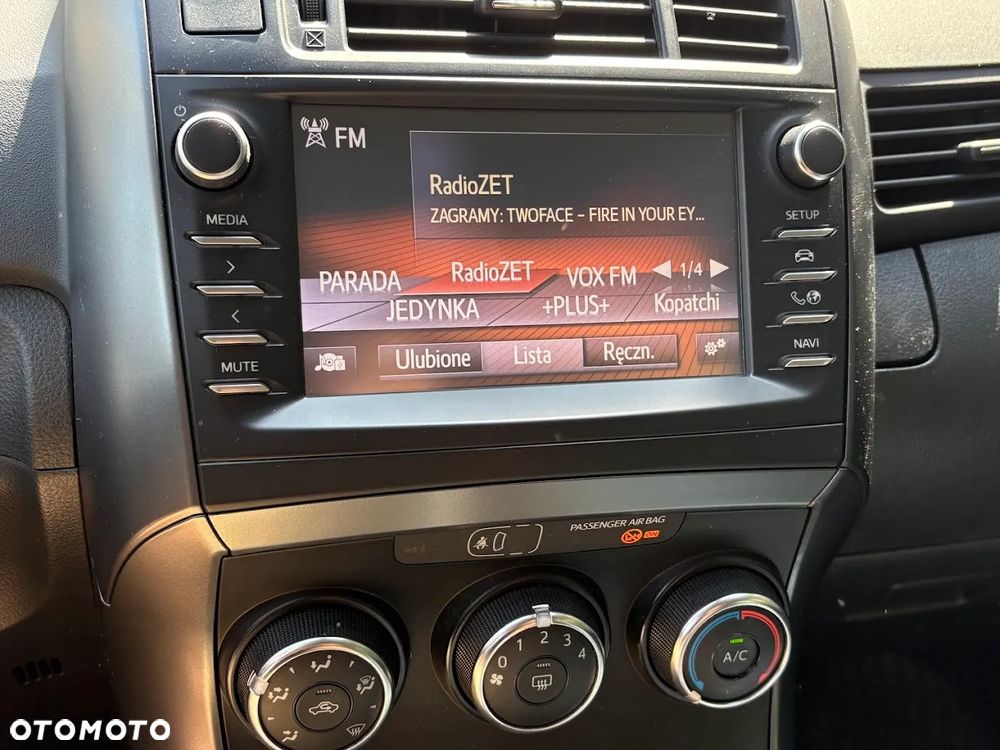 FM
RadioZET
ZAGRAMY: TWOFACE – FIRE IN YOUR EY...
MEDIA
SETUP
PARADA RadioZET VOX FM 1/4
JEDYNKA +PLUS+ Kopatchi
Ulubione Lista Ręczn.
NAVI
MUTE
PASSENGER AIR BAG
ON
0 1 2 3 4
A/C
OTOMOTO